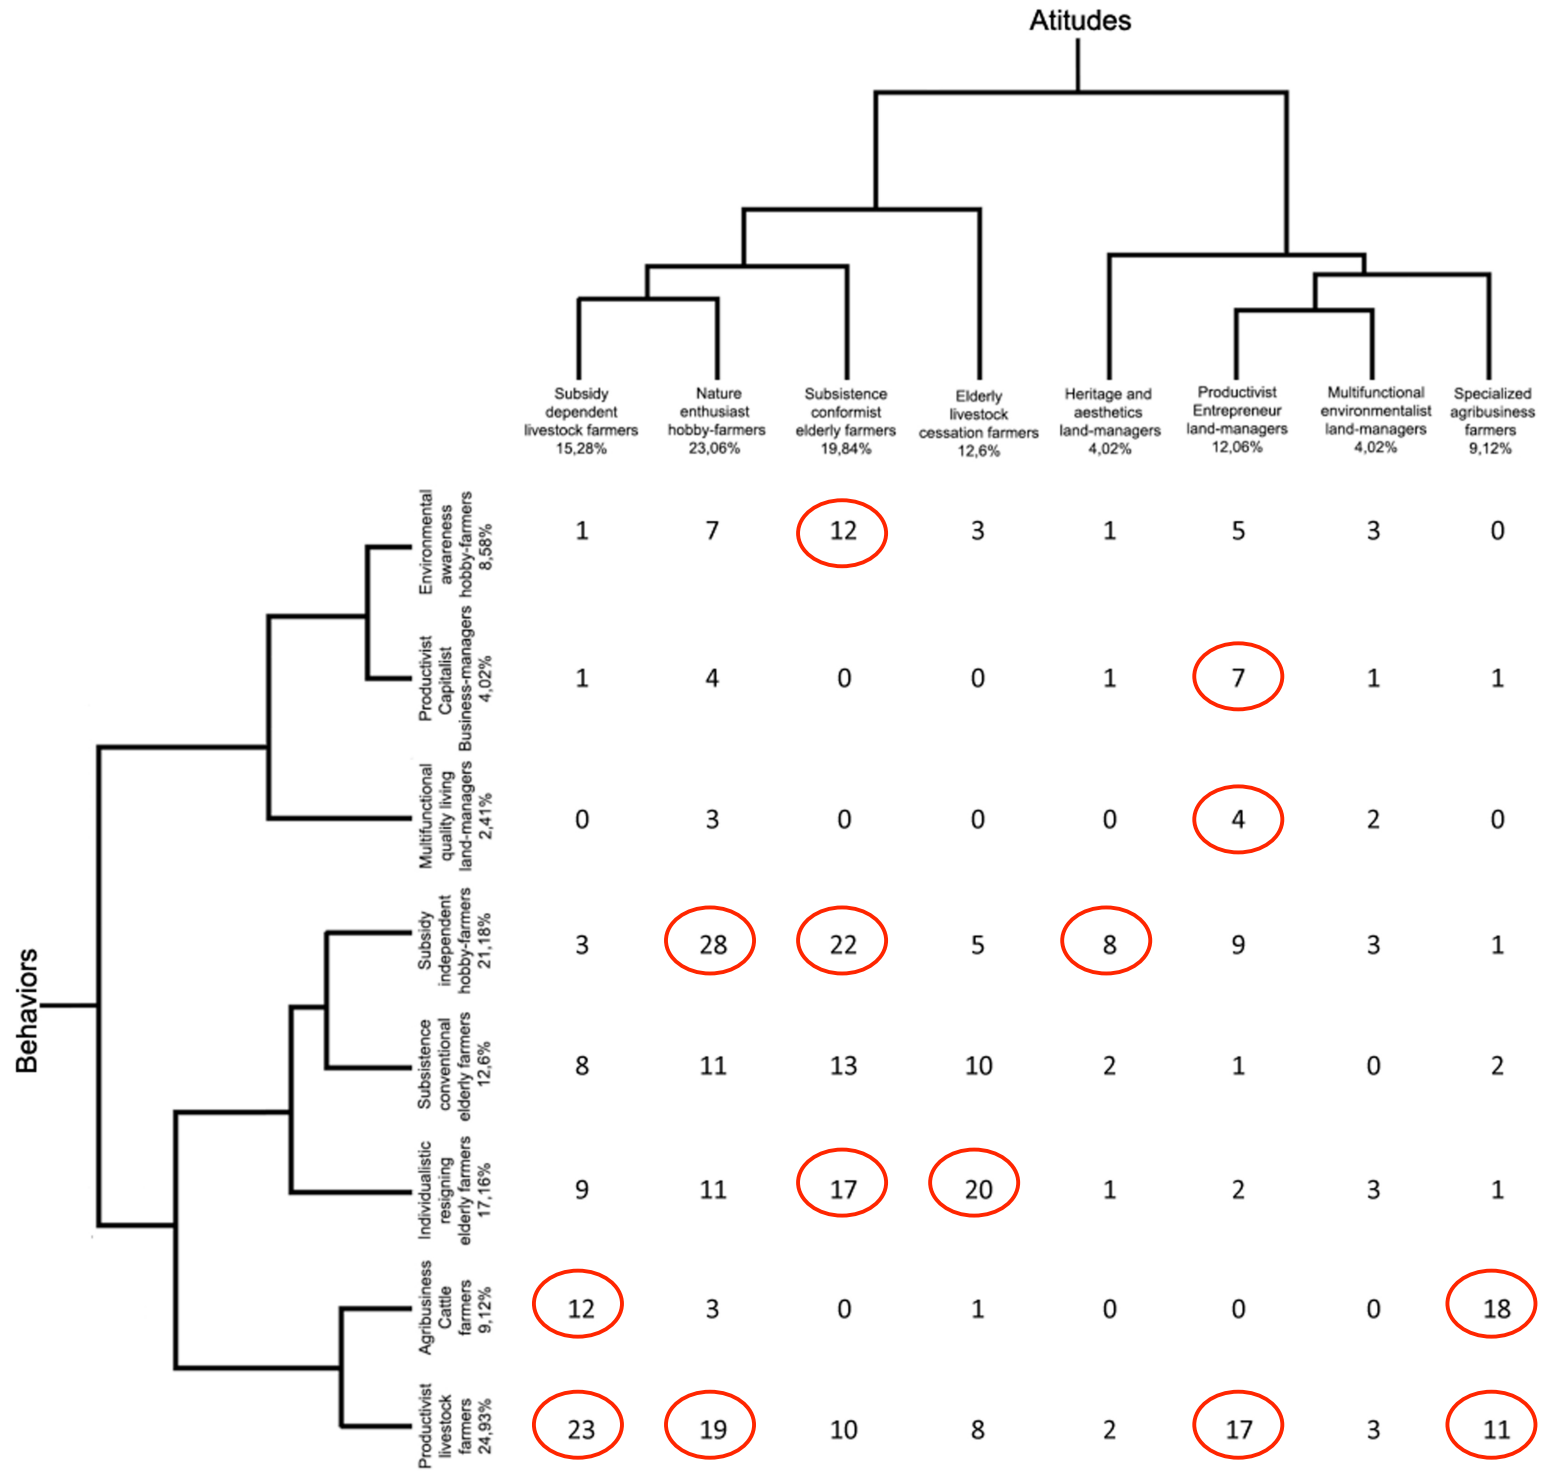 Atitudes
Subsidy
dependent
livestock farmers
15,28%
Nature
enthusiast
hobby-farmers
23,06%
Subsistence
conformist
elderly farmers
19,84%
Elderly
livestock
cessation farmers
12,6%
Heritage and
aesthetics
land-managers
4,02%
Productivist
Entrepreneur
land-managers
12,06%
Multifunctional
environmentalist
land-managers
4,02%
Specialized
agribusiness
farmers
9,12%
Behaviors
Environmental
awareness
hobby-farmers
8,58%
1 7 12 3 1 5 3 0
Productivist
Capitalist
Business-managers
4,02%
1 4 0 0 1 7 1 1
Multifunctional
quality living
land-managers
2,41%
0 3 0 0 0 4 2 0
Subsidy
independent
hobby-farmers
21,18%
3 28 22 5 8 9 3 1
Subsistence
conventional
elderly farmers
12,6%
8 11 13 10 2 1 0 2
Individualistic
resigning
elderly farmers
17,16%
9 11 17 20 1 2 3 1
Agribusiness
Cattle
farmers
9,12%
12 3 0 1 0 0 0 18
Productivist
livestock
farmers
24,93%
23 19 10 8 2 17 3 11